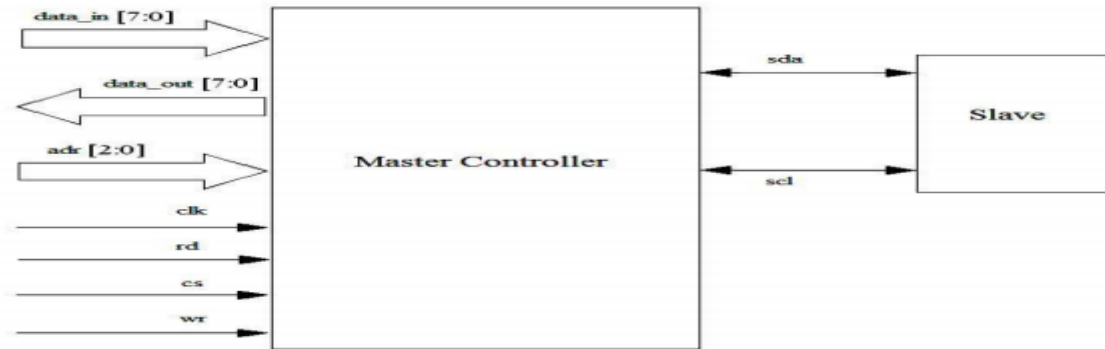 data_in [7:0]
data_out [7:0]
adr [2:0]
clk
rd
cs
wr
Master Controller
sda
scl
Slave